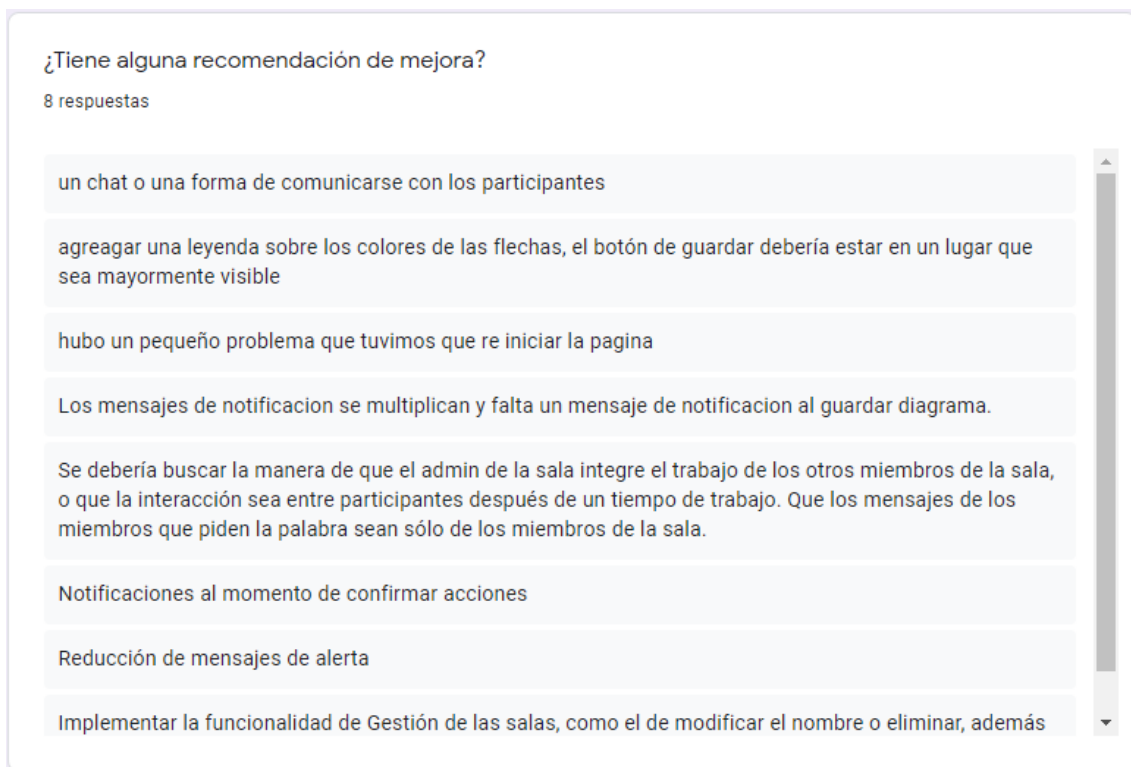 ¿Tiene alguna recomendación de mejora?
8 respuestas
un chat o una forma de comunicarse con los participantes
agreagar una leyenda sobre los colores de las flechas, el botón de guardar debería estar en un lugar que
sea mayormente visible
hubo un pequeño problema que tuvimos que re iniciar la pagina
Los mensajes de notificacion se multiplican y falta un mensaje de notificacion al guardar diagrama.
Se debería buscar la manera de que el admin de la sala integre el trabajo de los otros miembros de la sala,
o que la interacción sea entre participantes después de un tiempo de trabajo. Que los mensajes de los
miembros que piden la palabra sean sólo de los miembros de la sala.
Notificaciones al momento de confirmar acciones
Reducción de mensajes de alerta
Implementar la funcionalidad de Gestión de las salas, como el de modificar el nombre o eliminar, además